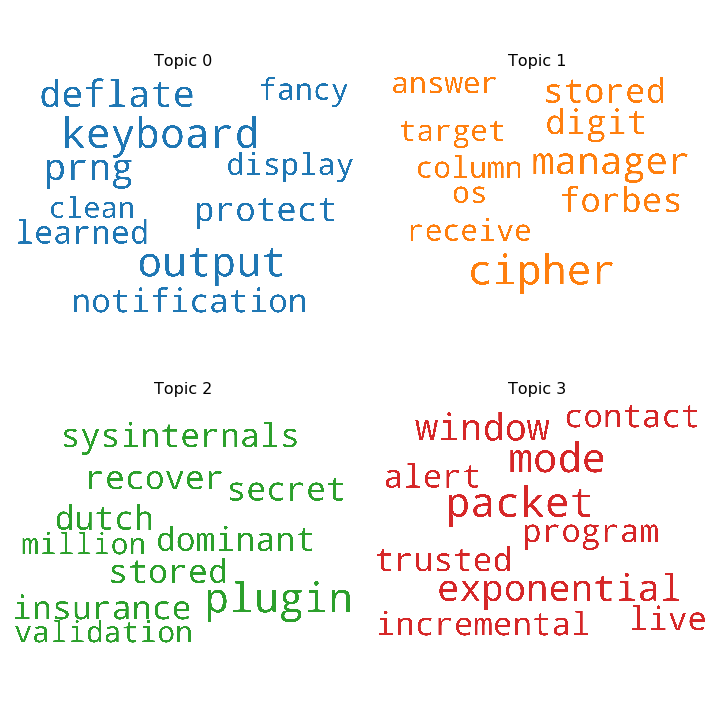 Topic 0
deflate fancy
keyboard
prng display
clean protect
learned
output
notification
Topic 1
answer stored
target digit
column manager
os forbes
receive
cipher
Topic 2
sysinternals
recover secret
dutch
million dominant
stored
insurance plugin
validation
Topic 3
window contact
alert mode
packet
program
trusted
exponential
incremental live